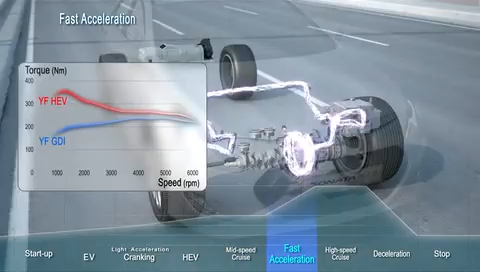 Fast Acceleration
Torque (Nm)
400
300
200
100
0
YF HEV
YF GDI
1000 2000 3000 4000 5000 6000
Speed (rpm)
SONATA
Start-up
EV
Light Acceleration
Cranking
HEV
Mid-speed
Cruise
Fast
Acceleration
High-speed
Cruise
Deceleration
Stop